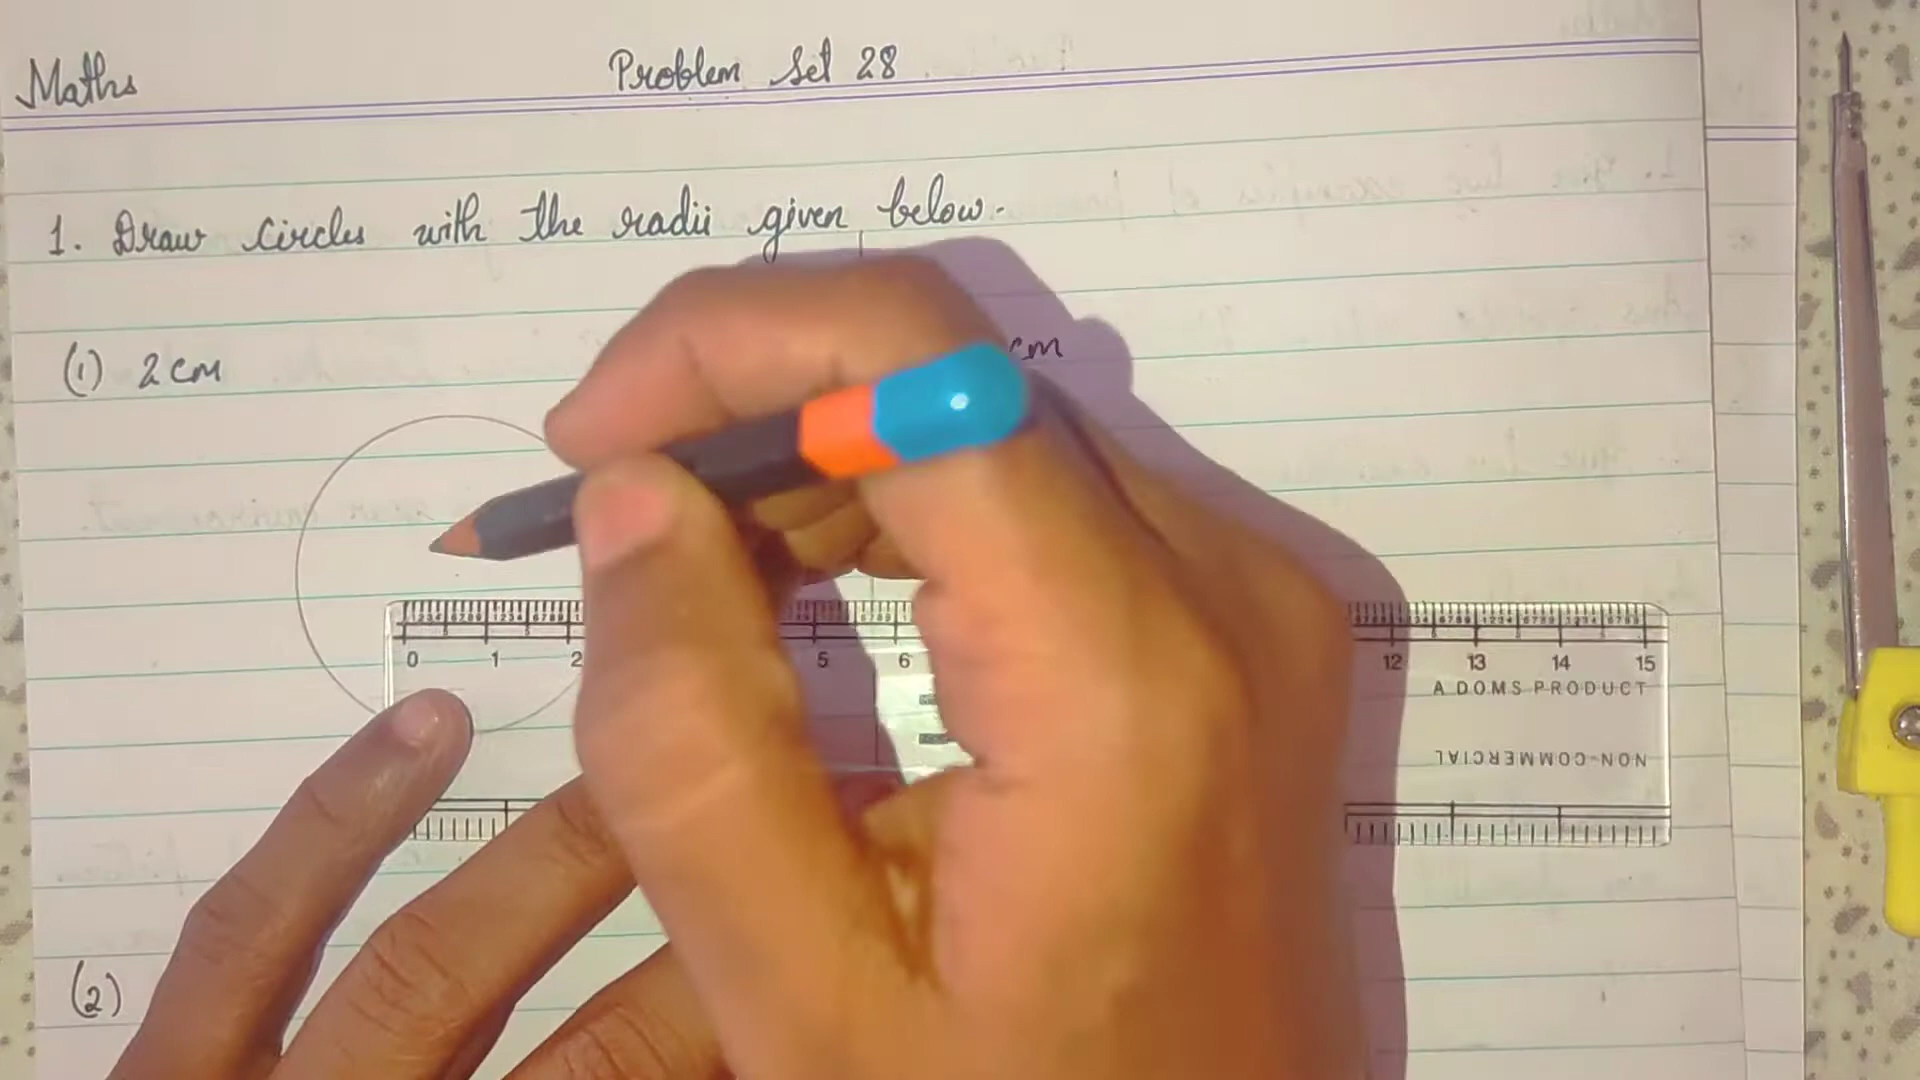 Maths
Problem Set 28
1. Draw circles with the radii given below.
(1) 2 cm
cm
0 1 2 5 6 12 13 14 15
A DOMS PRODUCT
NON-COMMERCIAL
(2)